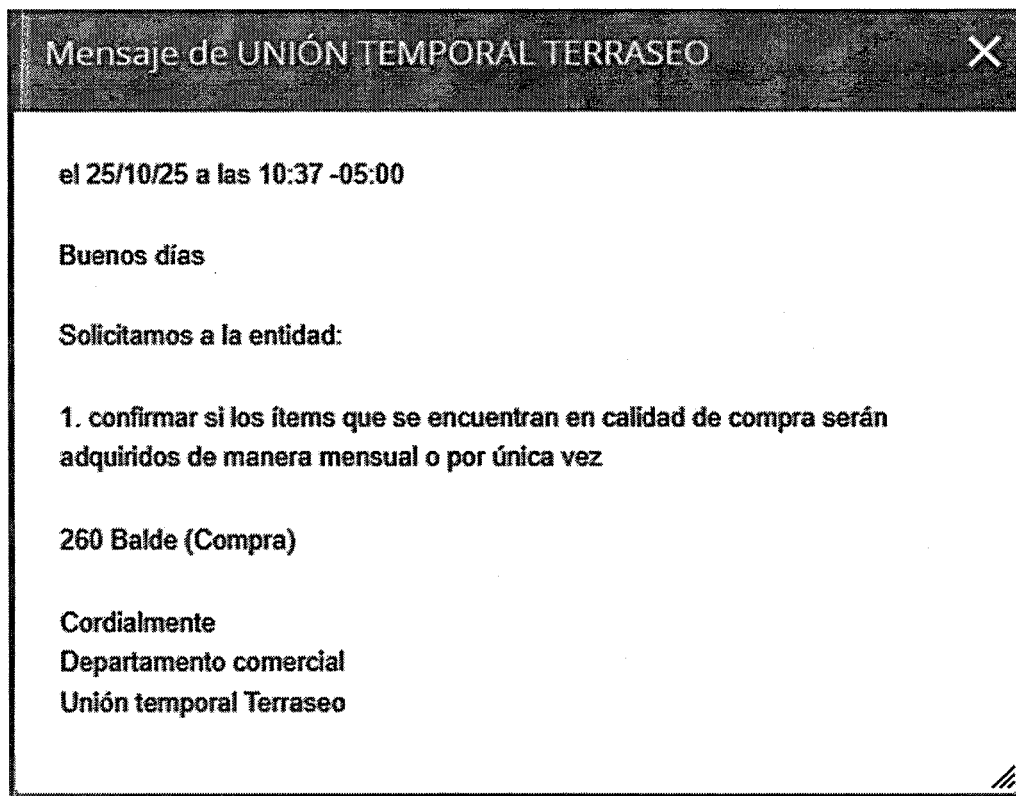 Mensaje de UNIÓN TEMPORAL TERRASEO
el 25/10/25 a las 10:37 -05:00
Buenos días
Solicitamos a la entidad:
1. confirmar si los ítems que se encuentran en calidad de compra serán
adquiridos de manera mensual o por única vez
260 Balde (Compra)
Cordialmente
Departamento comercial
Unión temporal Terraseo